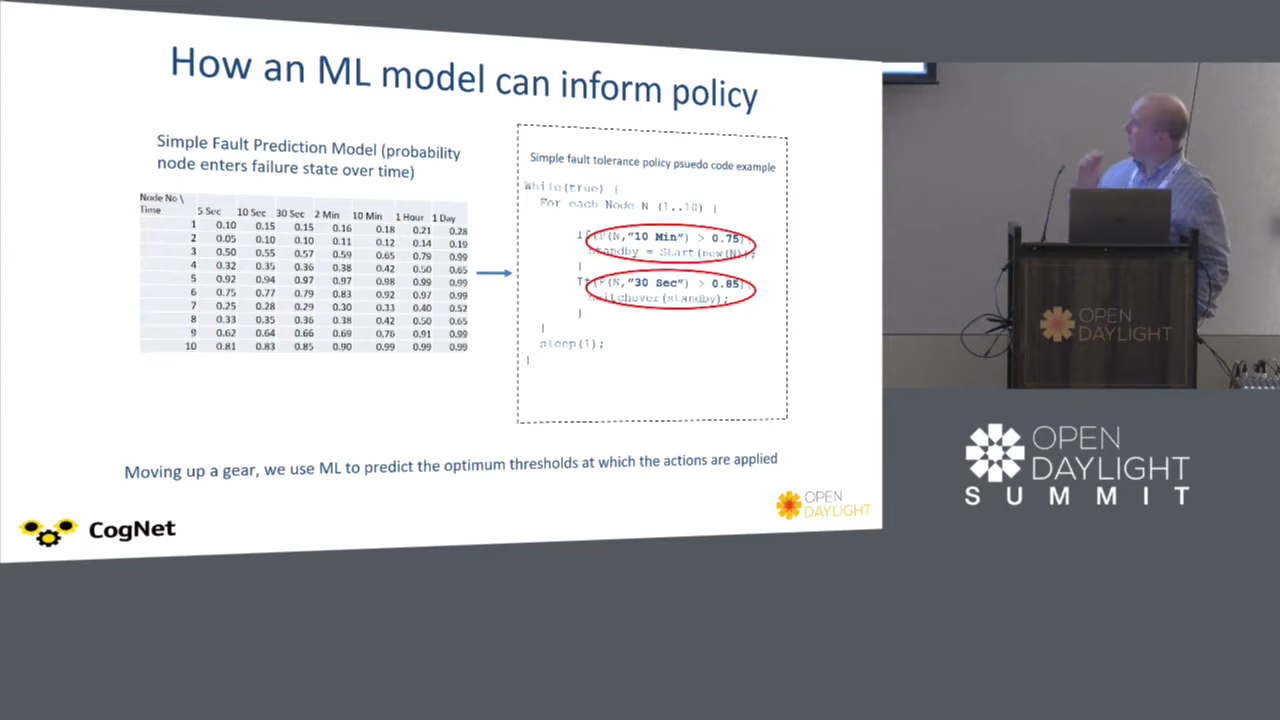 How an ML model can inform policy
Simple Fault Prediction Model (probability
node enters failure state over time)
Node No \
Time 5 Sec 10 Sec 30 Sec 2 Min 10 Min 1 Hour 1 Day
1 0.10 0.15 0.15 0.16 0.18 0.21 0.28
2 0.05 0.10 0.10 0.11 0.12 0.14 0.19
3 0.50 0.55 0.57 0.59 0.65 0.79 0.99
4 0.32 0.35 0.36 0.38 0.42 0.50 0.65
5 0.92 0.94 0.97 0.97 0.98 0.99 0.99
6 0.75 0.77 0.79 0.83 0.92 0.97 0.99
7 0.25 0.28 0.29 0.30 0.33 0.40 0.52
8 0.33 0.35 0.36 0.38 0.42 0.50 0.65
9 0.62 0.64 0.66 0.69 0.76 0.91 0.99
10 0.81 0.83 0.85 0.90 0.99 0.99 0.99
Simple fault tolerance policy psuedo code example
While(true) {
For each Node N (1..10) {
If(P(N,"10 Min") > 0.75){
standby = Start(new(N));
}
If(P(N,"30 Sec") > 0.85){
switchover(standby);
}
}
sleep(1);
}
Moving up a gear, we use ML to predict the optimum thresholds at which the actions are applied
CogNet
OPEN
DAYLIGHT
OPEN
DAYLIGHT
OPEN
DAYLIGHT
SUMMIT